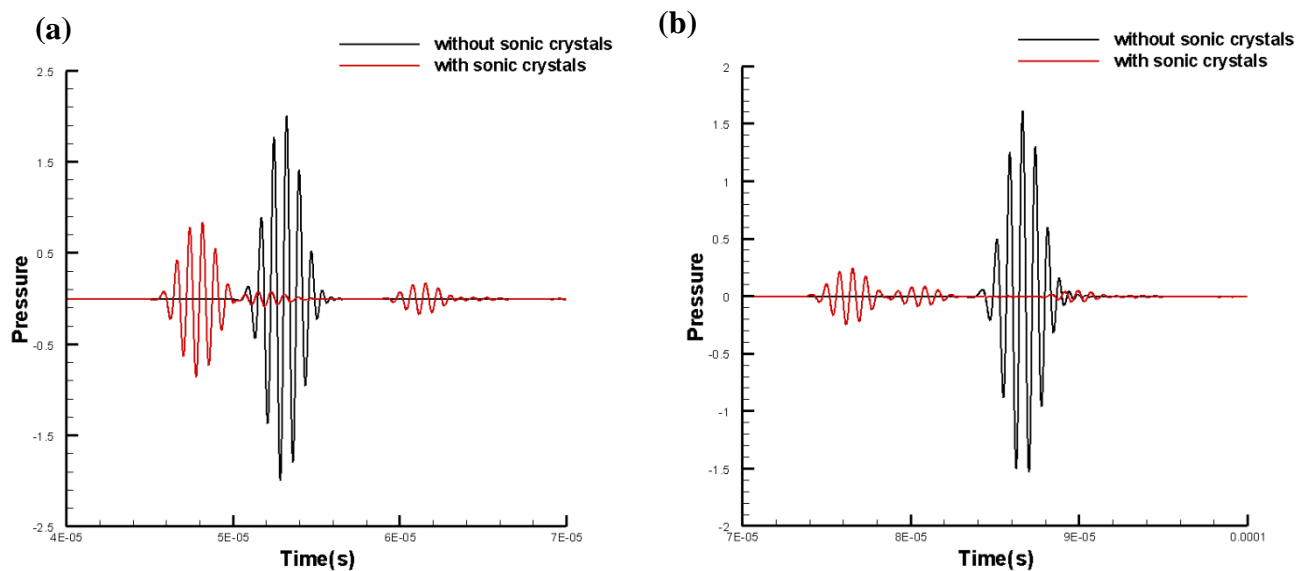 (a)
without sonic crystals
with sonic crystals
2.5
1.5
0.5
-0.5
-1.5
-2.5
Pressure
4E-05 5E-05 6E-05 7E-05
Time(s)
(b)
without sonic crystals
with sonic crystals
2
1.5
1
0.5
0
-0.5
-1
-1.5
-2
Pressure
7E-05 8E-05 9E-05 0.0001
Time(s)